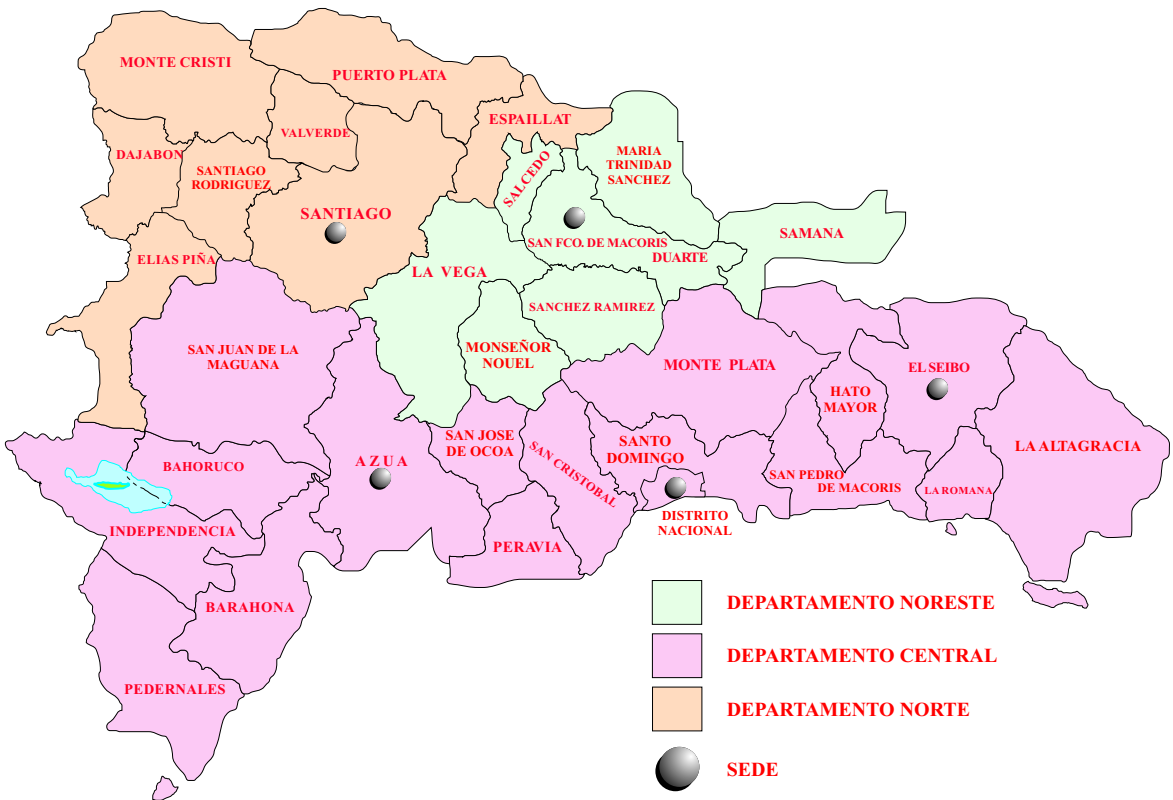 MONTE CRISTI
PUERTO PLATA
ESPAILLAT
VALVERDE
DAJABON
SANTIAGO
RODRIGUEZ
SALCEDO
MARIA
TRINIDAD
SANCHEZ
SANTIAGO
SAMANA
SAN FCO. DE MACORIS
DUARTE
ELIAS PIÑA
LA VEGA
SANCHEZ RAMIREZ
SAN JUAN DE LA
MAGUANA
MONSEÑOR
NOUEL
MONTE PLATA
EL SEIBO
HATO
MAYOR
LA ALTAGRACIA
SAN JOSE
DE OCOA
SANTO
DOMINGO
BAHORUCO
AZUA
SAN CRISTOBAL
SAN PEDRO
DE MACORIS
LA ROMANA
DISTRITO
NACIONAL
INDEPENDENCIA
PERAVIA
BARAHONA
PEDERNALES
DEPARTAMENTO NORESTE
DEPARTAMENTO CENTRAL
DEPARTAMENTO NORTE
SEDE